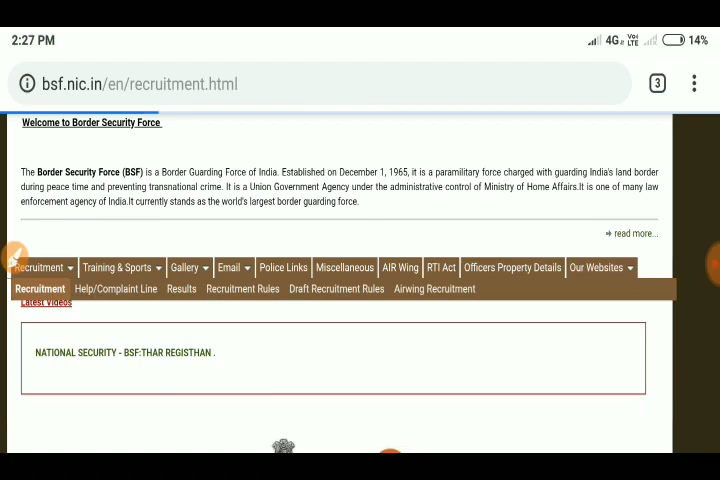 2:27 PM
4G Vo) LTE 14%
bsf.nic.in/en/recruitment.html
3
Welcome to Border Security Force
The Border Security Force (BSF) is a Border Guarding Force of India. Established on December 1, 1965, it is a paramilitary force charged with guarding India's land border
during peace time and preventing transnational crime. It is a Union Government Agency under the administrative control of Ministry of Home Affairs.It is one of many law
enforcement agency of India.It currently stands as the world's largest border guarding force.
read more...
Recruitment Training & Sports Gallery Email Police Links Miscellaneous AIR Wing RTI Act Officers Property Details Our Websites
Recruitment Help/Complaint Line Results Recruitment Rules Draft Recruitment Rules Airwing Recruitment
Latest Videos
NATIONAL SECURITY - BSF:THAR REGISTHAN .